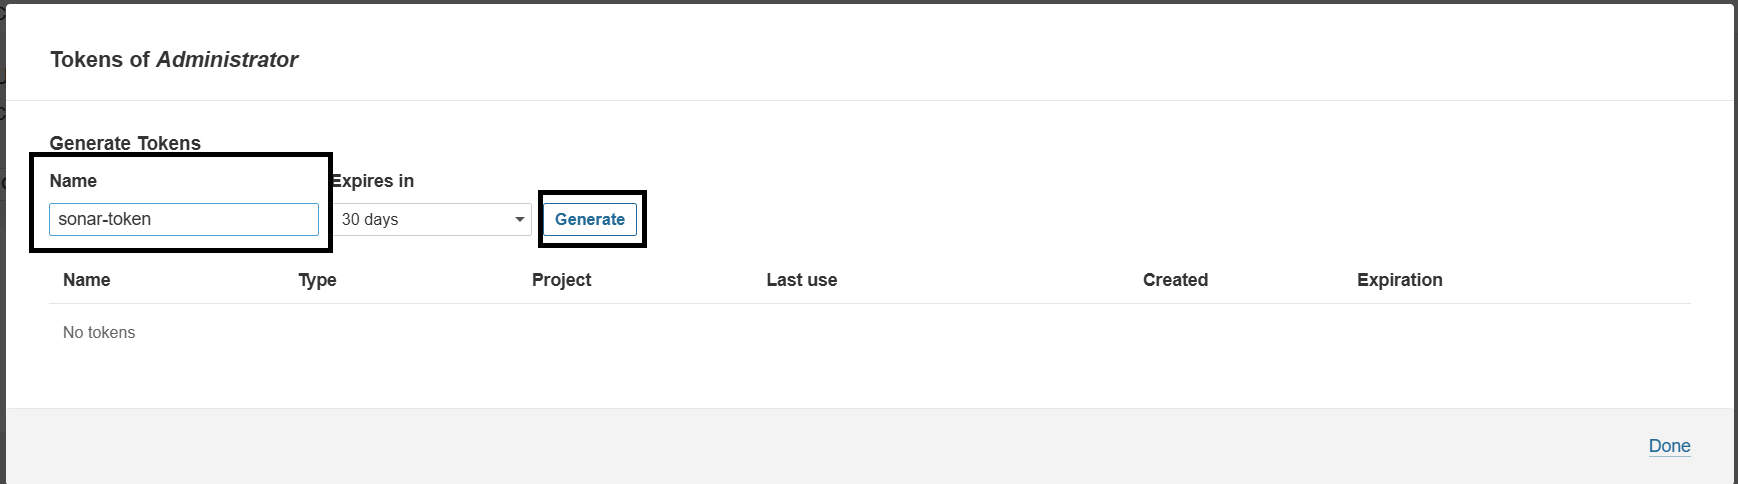 Tokens of Administrator
Generate Tokens
Name Expires in
sonar-token 30 days Generate
Name Type Project Last use Created Expiration
No tokens
Done